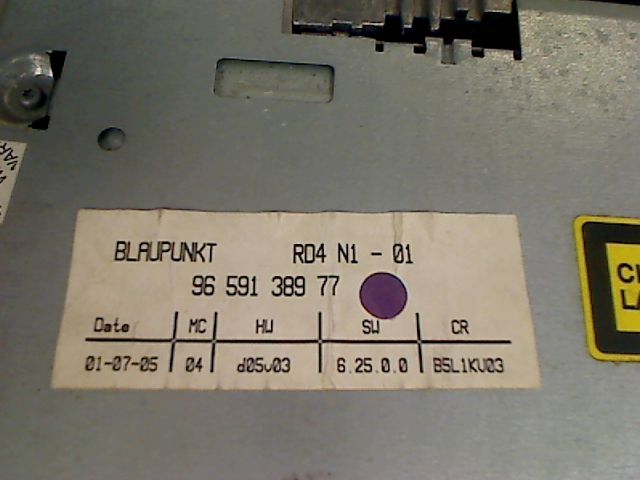 BLAUPUNKT RD4 N1 - 01
96 591 389 77
Date MC HW SW CR
01-07-05 04 d05v03 6.25.0.0 B5L1KV03